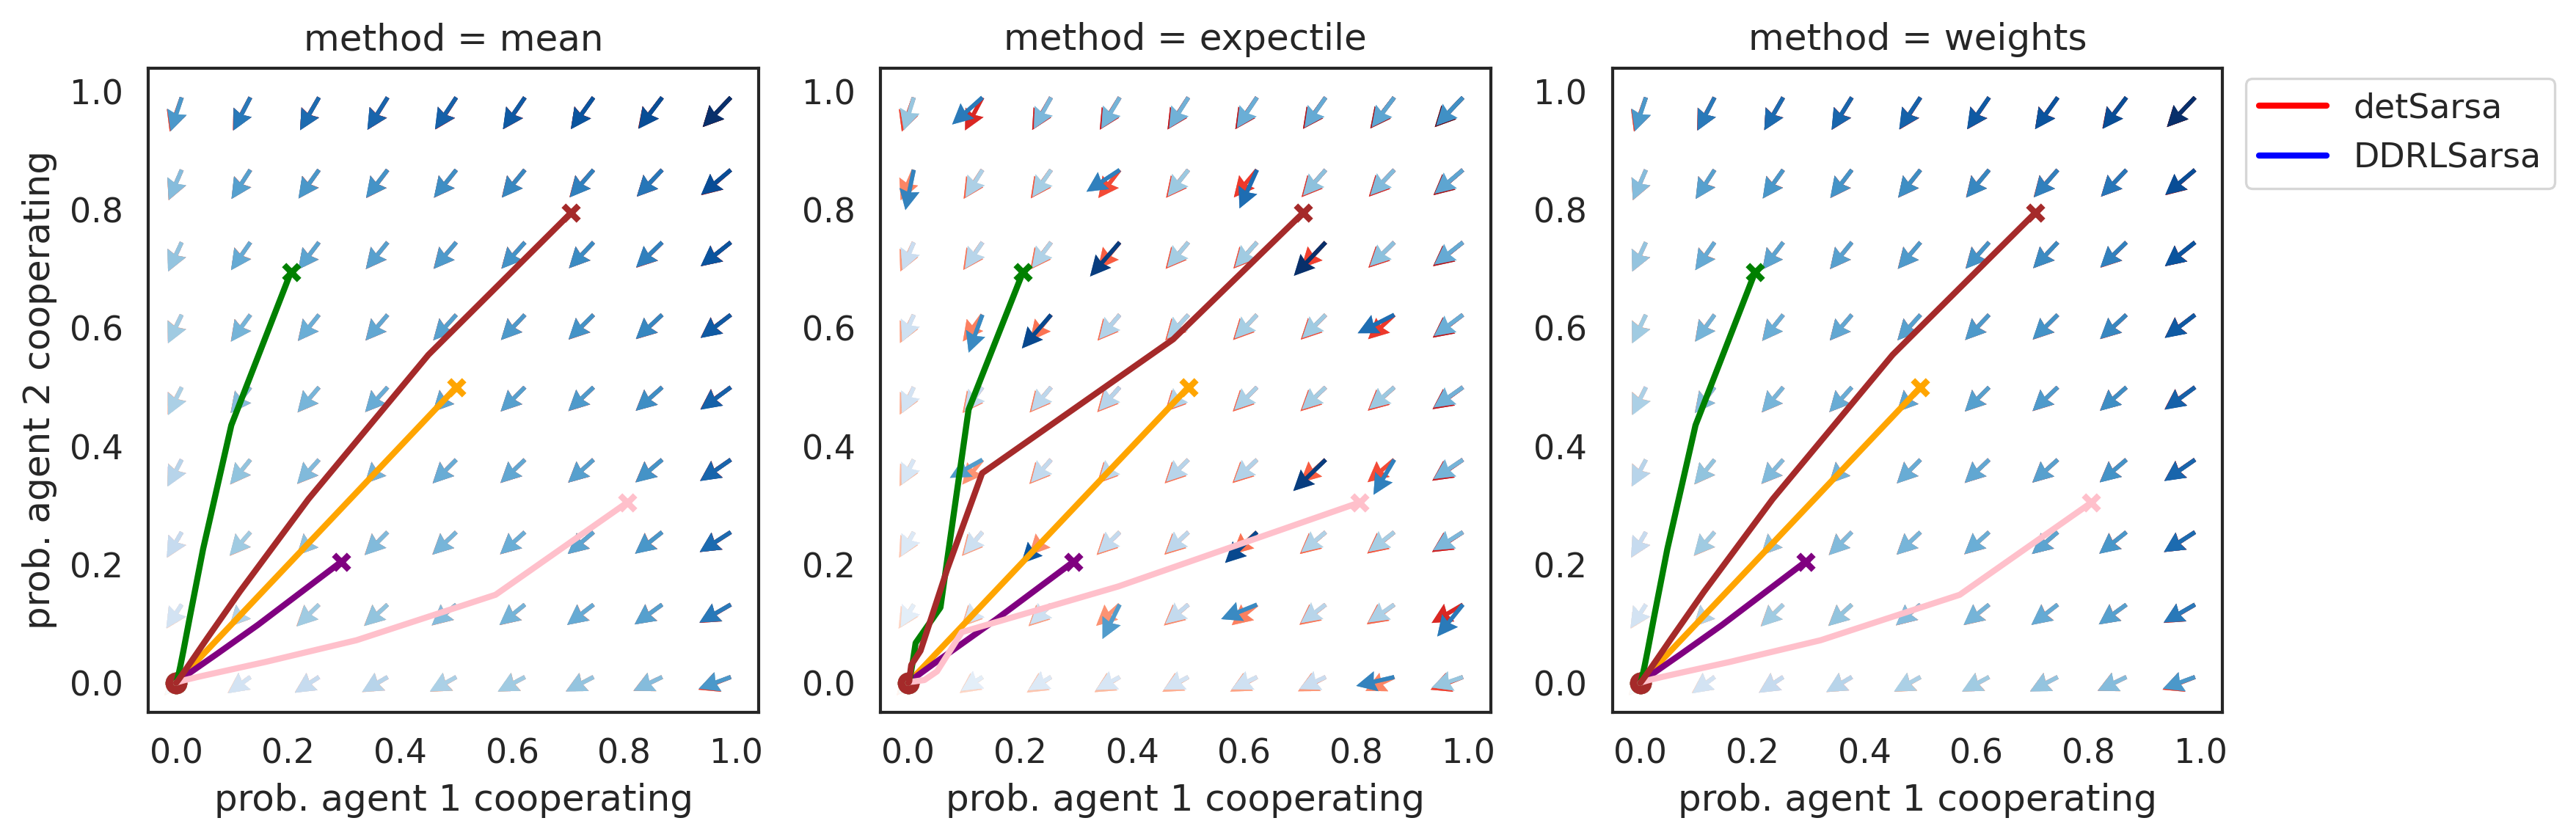 method = mean
method = expectile
method = weights
detSarsa
DDRLSarsa
prob. agent 2 cooperating
1.0
0.8
0.6
0.4
0.2
0.0
1.0
0.8
0.6
0.4
0.2
0.0
1.0
0.8
0.6
0.4
0.2
0.0
0.0 0.2 0.4 0.6 0.8 1.0
0.0 0.2 0.4 0.6 0.8 1.0
0.0 0.2 0.4 0.6 0.8 1.0
prob. agent 1 cooperating
prob. agent 1 cooperating
prob. agent 1 cooperating